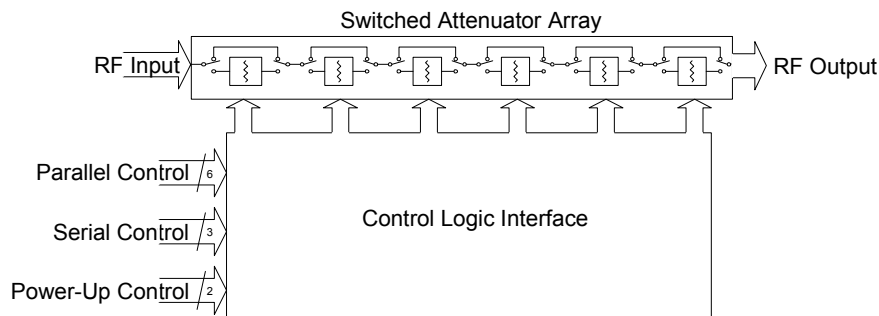 Switched Attenuator Array
RF Input
RF Output
Parallel Control
6
Serial Control
3
Control Logic Interface
Power-Up Control
2